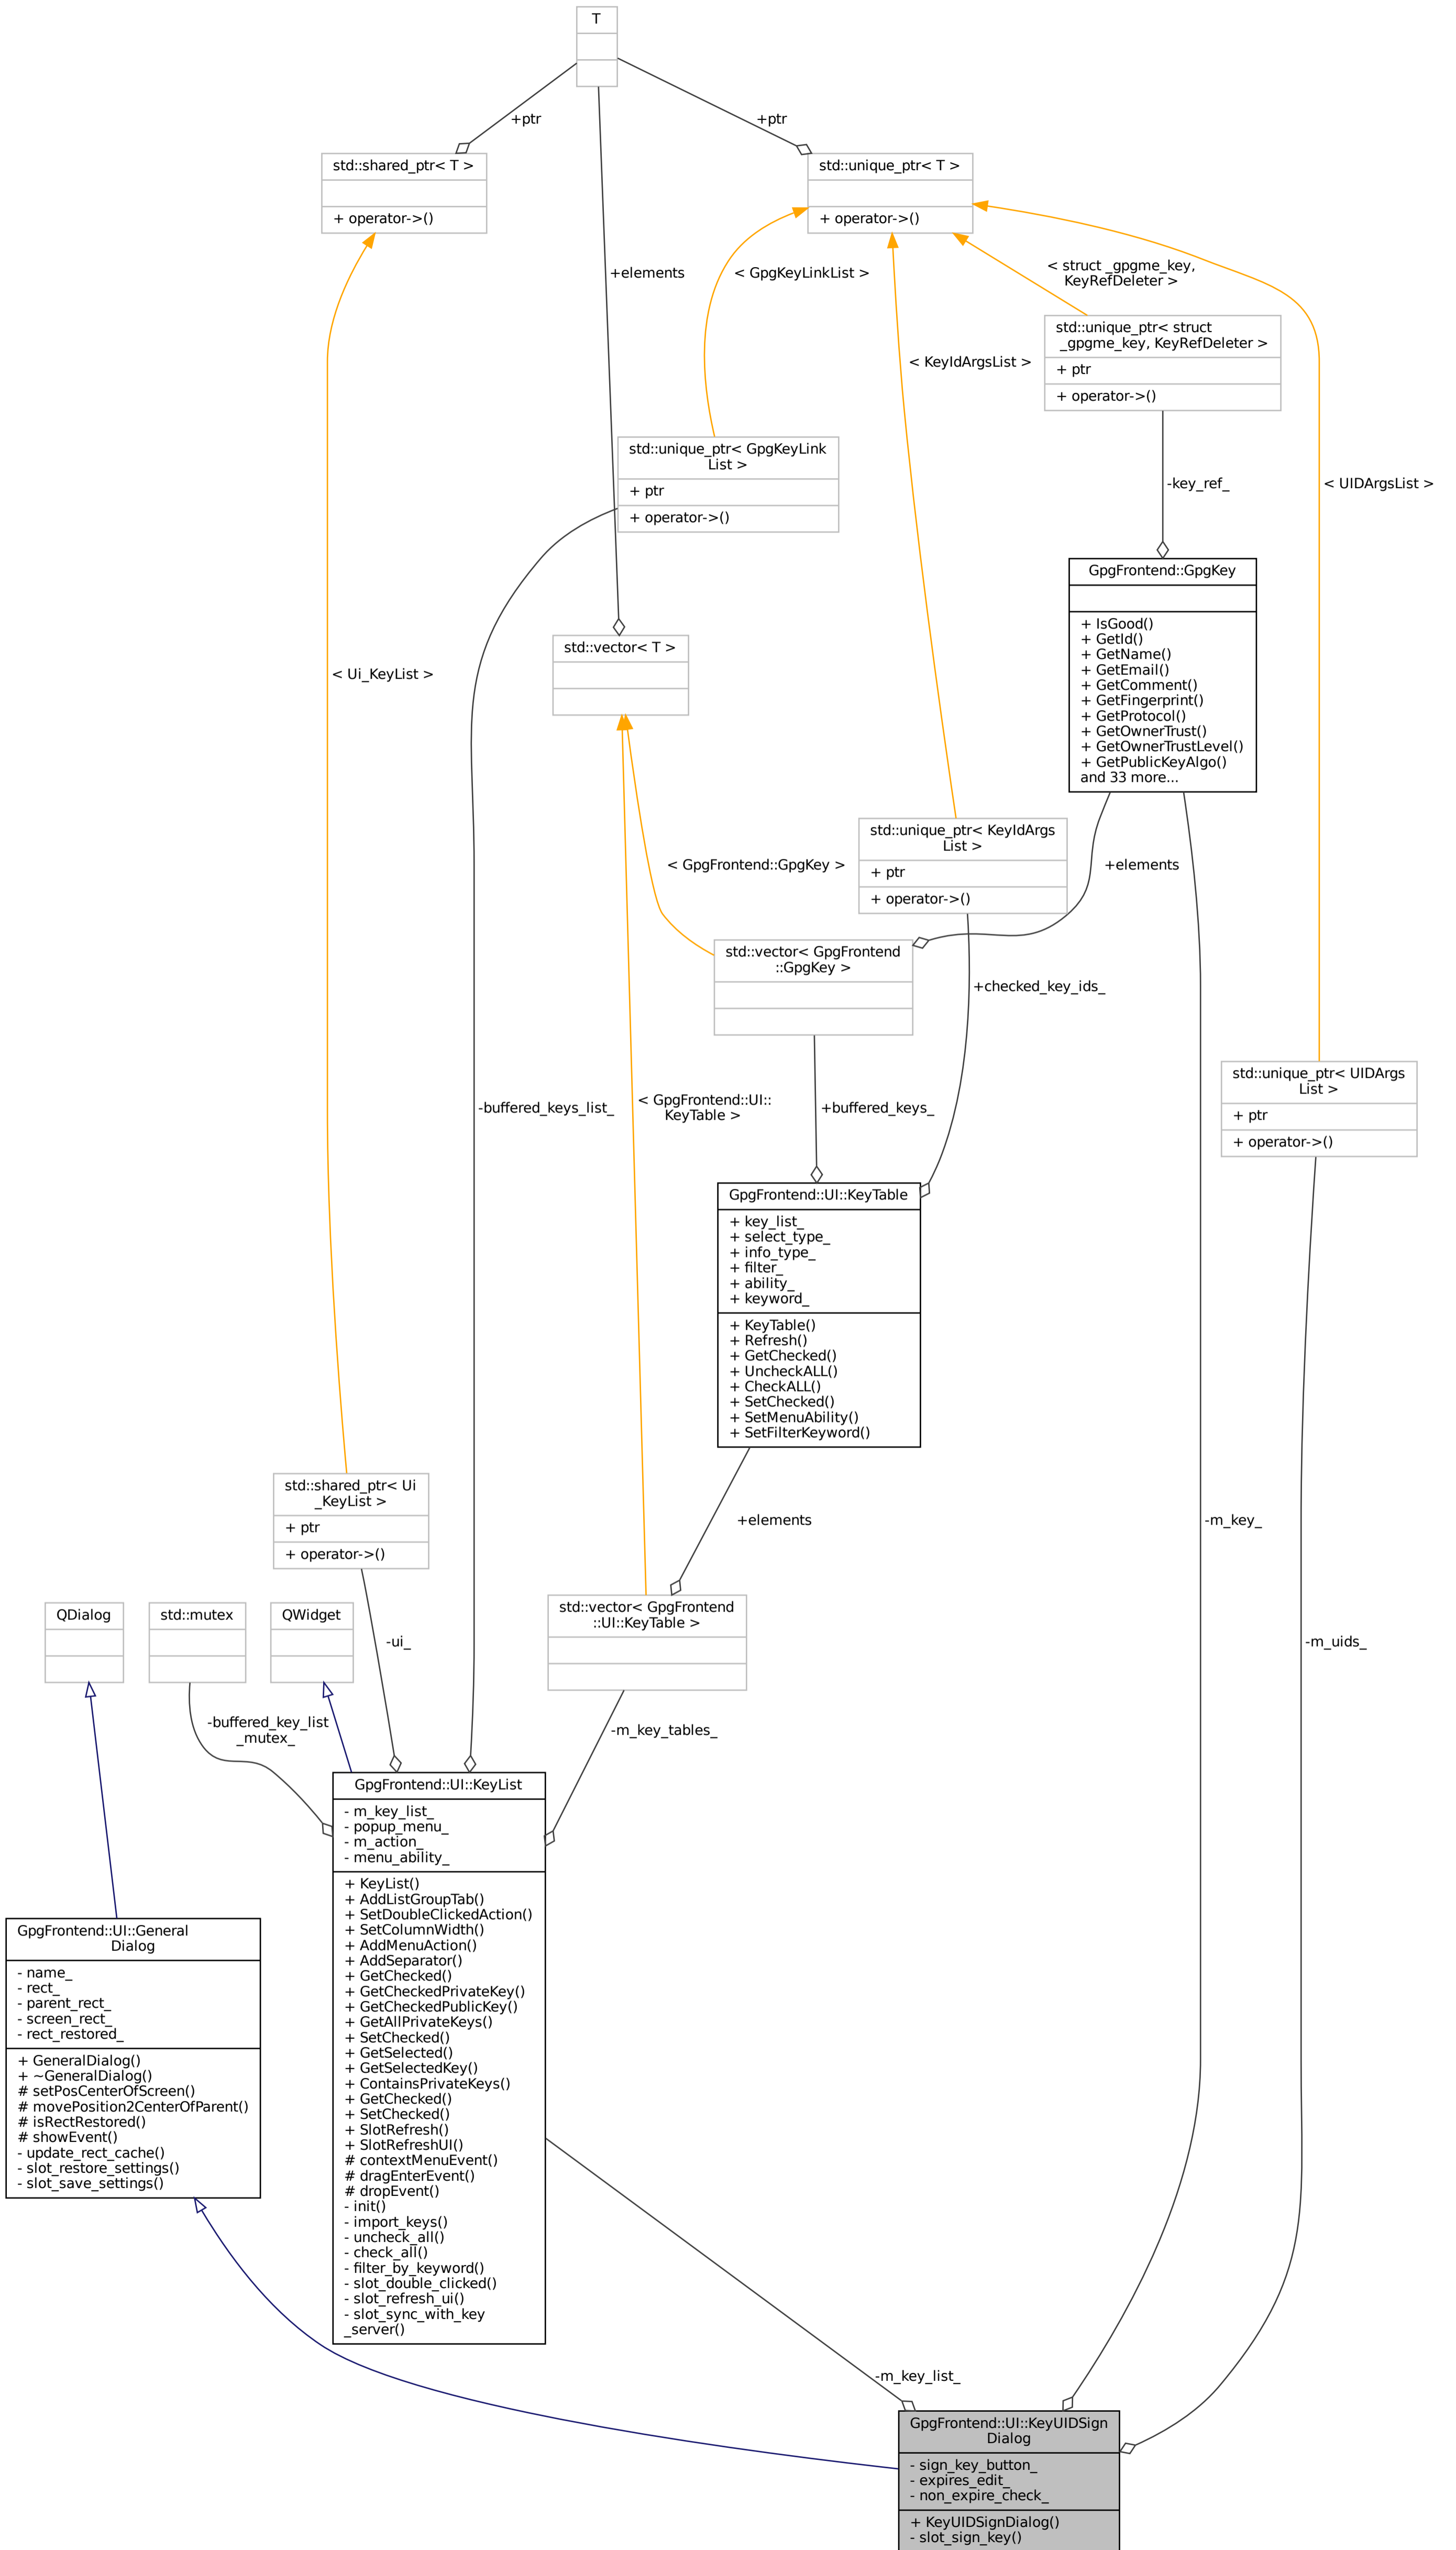 T
+ptr
+ptr
std::shared_ptr< T >
+ operator->()
std::unique_ptr< T >
+ operator->()
+elements
< GpgKeyLinkList >
< struct _gpgme_key,
KeyRefDeleter >
std::unique_ptr< struct
_gpgme_key, KeyRefDeleter >
+ ptr
+ operator->()
< KeyIdArgsList >
std::unique_ptr< GpgKeyLink
List >
+ ptr
+ operator->()
-key_ref_
< UIDArgsList >
GpgFrontend::GpgKey
+ IsGood()
+ GetId()
+ GetName()
+ GetEmail()
+ GetComment()
+ GetFingerprint()
+ GetProtocol()
+ GetOwnerTrust()
+ GetOwnerTrustLevel()
+ GetPublicKeyAlgo()
and 33 more...
std::vector< T >
< Ui_KeyList >
std::unique_ptr< KeyIdArgs
List >
+ ptr
+ operator->()
< GpgFrontend::GpgKey >
+elements
std::vector< GpgFrontend
::GpgKey >
+checked_key_ids_
std::unique_ptr< UIDArgs
List >
+ ptr
+ operator->()
-buffered_keys_list_
< GpgFrontend::UI::
KeyTable >
+buffered_keys_
GpgFrontend::UI::KeyTable
+ key_list_
+ select_type_
+ info_type_
+ filter_
+ ability_
+ keyword_
+ KeyTable()
+ Refresh()
+ GetChecked()
+ UncheckALL()
+ CheckALL()
+ SetChecked()
+ SetMenuAbility()
+ SetFilterKeyword()
std::shared_ptr< Ui
_KeyList >
+ ptr
+ operator->()
+elements
-m_key_
QDialog
std::mutex
QWidget
-ui_
std::vector< GpgFrontend
::UI::KeyTable >
-m_uids_
-buffered_key_list
_mutex_
-m_key_tables_
GpgFrontend::UI::KeyList
- m_key_list_
- popup_menu_
- m_action_
- menu_ability_
+ KeyList()
+ AddListGroupTab()
+ SetDoubleClickedAction()
+ SetColumnWidth()
+ AddMenuAction()
+ AddSeparator()
+ GetChecked()
+ GetCheckedPrivateKey()
+ GetCheckedPublicKey()
+ GetAllPrivateKeys()
+ SetChecked()
+ GetSelected()
+ GetSelectedKey()
+ ContainsPrivateKeys()
+ GetChecked()
+ SetChecked()
+ SlotRefresh()
+ SlotRefreshUI()
# contextMenuEvent()
# dragEnterEvent()
# dropEvent()
- init()
- import_keys()
- uncheck_all()
- check_all()
- filter_by_keyword()
- slot_double_clicked()
- slot_refresh_ui()
- slot_sync_with_key
_server()
GpgFrontend::UI::General
Dialog
- name_
- rect_
- parent_rect_
- screen_rect_
- rect_restored_
+ GeneralDialog()
+ ~GeneralDialog()
# setPosCenterOfScreen()
# movePosition2CenterOfParent()
# isRectRestored()
# showEvent()
- update_rect_cache()
- slot_restore_settings()
- slot_save_settings()
-m_key_list_
GpgFrontend::UI::KeyUIDSign
Dialog
- sign_key_button_
- expires_edit_
- non_expire_check_
+ KeyUIDSignDialog()
- slot_sign_key()